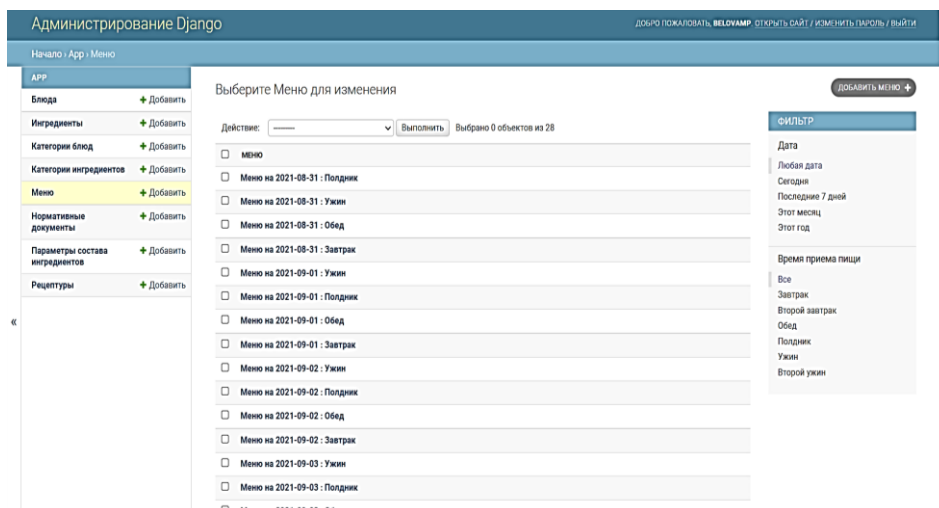 Администрирование Django
ДОБРО ПОЖАЛОВАТЬ, BELOVAMP. ОТКРЫТЬ САЙТ / ИЗМЕНИТЬ ПАРОЛЬ / ВЫЙТИ
Начало › App › Меню
APP
Блюда + Добавить
Ингредиенты + Добавить
Категории блюд + Добавить
Категории ингредиентов + Добавить
Меню + Добавить
Нормативные + Добавить
документы
Параметры состава + Добавить
ингредиентов
Рецептуры + Добавить
«
Выберите Меню для изменения
ДОБАВИТЬ МЕНЮ +
Действие: --------- Выполнить Выбрано 0 объектов из 28
МЕНЮ
Меню на 2021-08-31 : Полдник
Меню на 2021-08-31 : Ужин
Меню на 2021-08-31 : Обед
Меню на 2021-08-31 : Завтрак
Меню на 2021-09-01 : Ужин
Меню на 2021-09-01 : Полдник
Меню на 2021-09-01 : Обед
Меню на 2021-09-01 : Завтрак
Меню на 2021-09-02 : Ужин
Меню на 2021-09-02 : Полдник
Меню на 2021-09-02 : Обед
Меню на 2021-09-02 : Завтрак
Меню на 2021-09-03 : Ужин
Меню на 2021-09-03 : Полдник
ФИЛЬТР
Дата
Любая дата
Сегодня
Последние 7 дней
Этот месяц
Этот год
Время приема пищи
Все
Завтрак
Второй завтрак
Обед
Полдник
Ужин
Второй ужин